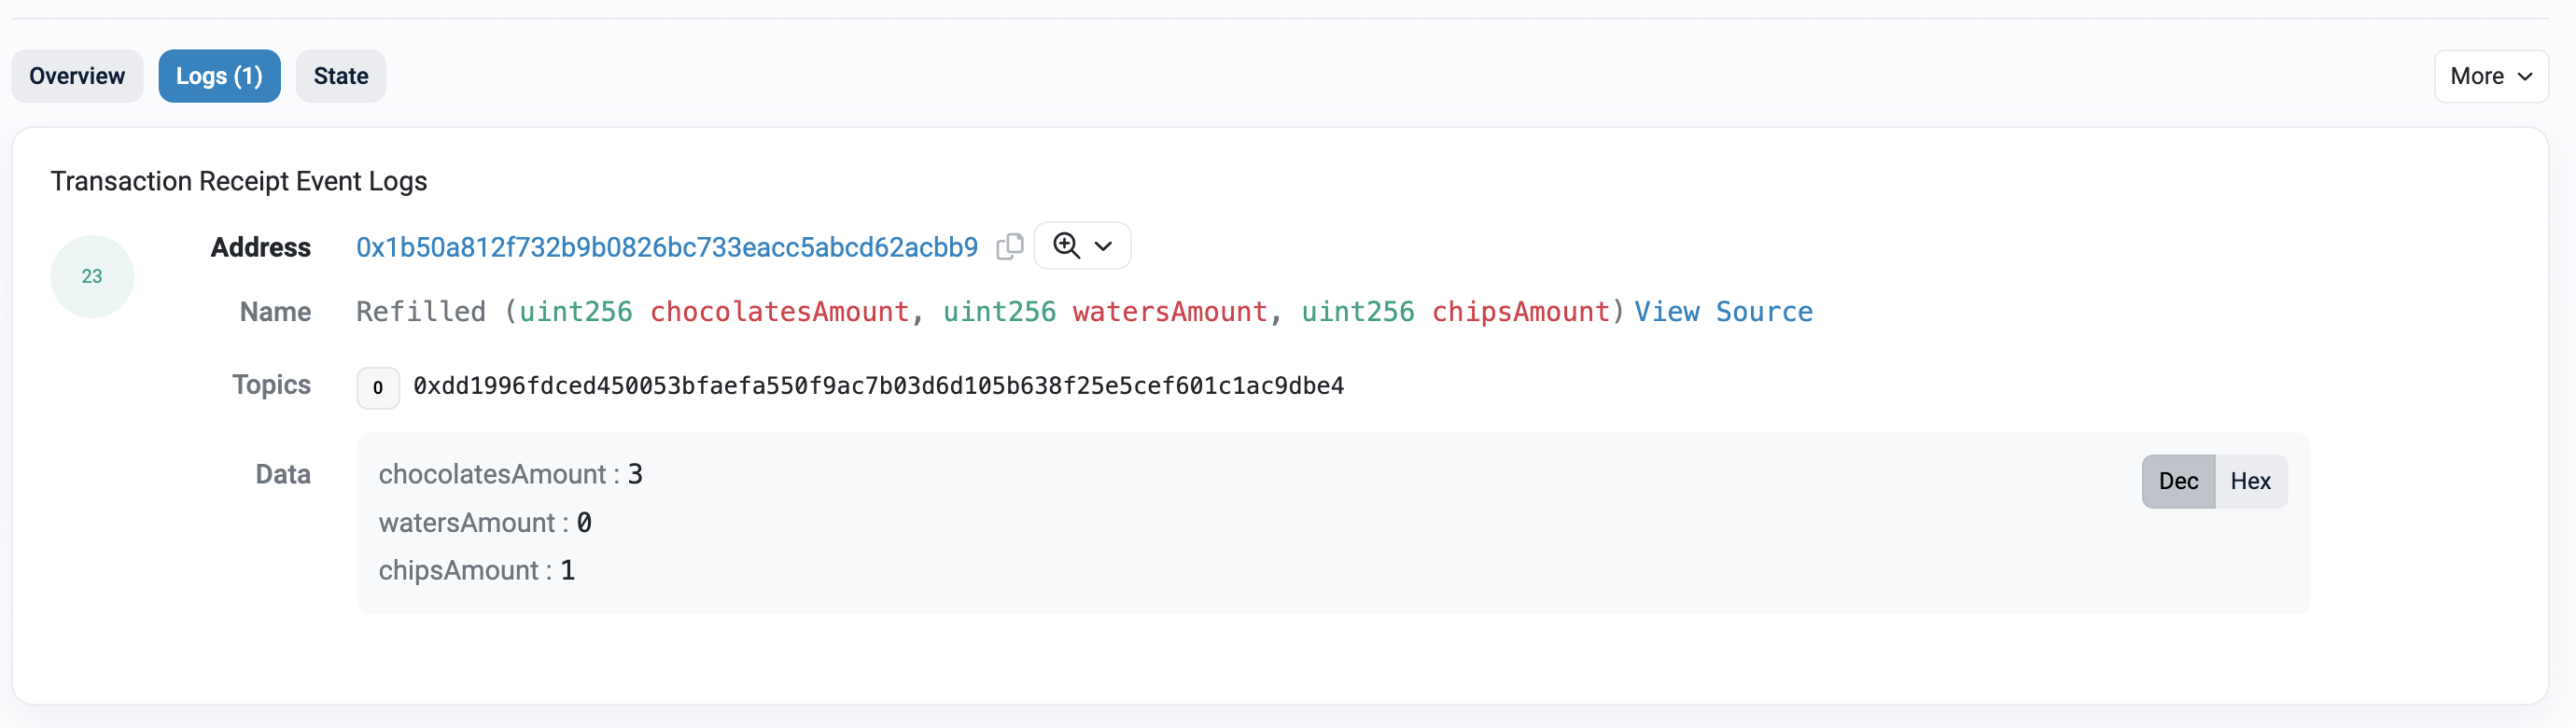 Overview Logs (1) State More
Transaction Receipt Event Logs
23
Address 0x1b50a812f732b9b0826bc733eacc5abcd62acbb9
Name Refilled (uint256 chocolatesAmount, uint256 watersAmount, uint256 chipsAmount) View Source
Topics 0 0xdd1996fdced450053bfaefa550f9ac7b03d6d105b638f25e5cef601c1ac9dbe4
Data chocolatesAmount : 3
Dec Hex
watersAmount : 0
chipsAmount : 1